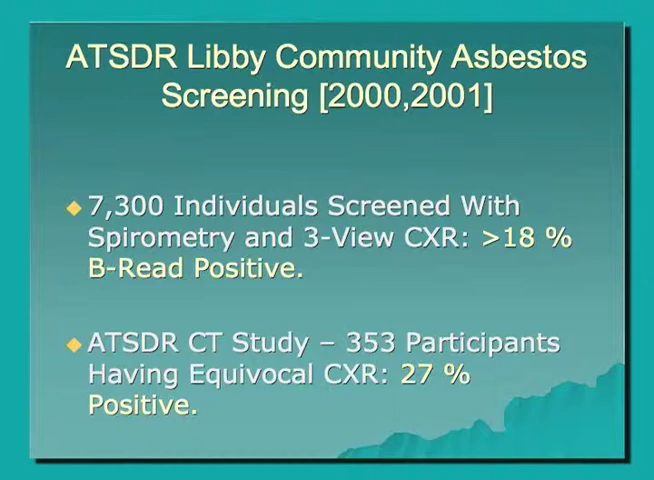 ATSDR Libby Community Asbestos
Screening [2000,2001]
7,300 Individuals Screened With
Spirometry and 3-View CXR: >18 %
B-Read Positive.
ATSDR CT Study – 353 Participants
Having Equivocal CXR: 27 %
Positive.